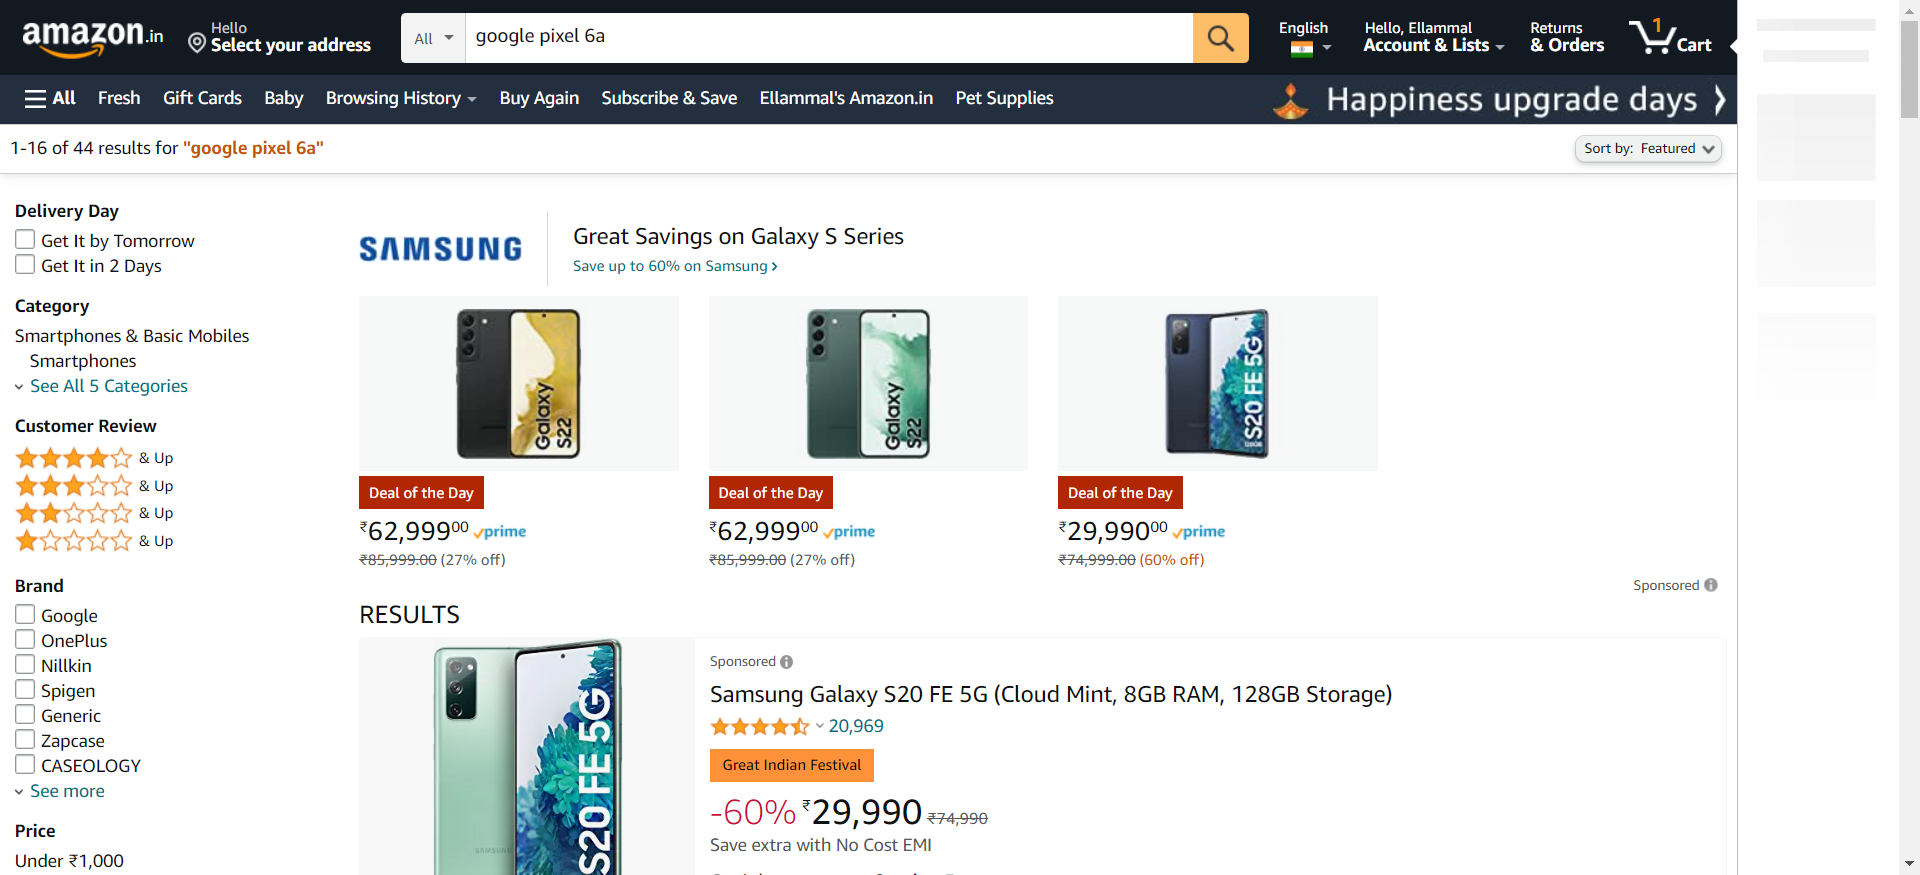 amazon.in
Hello
Select your address
All
google pixel 6a
English
Hello, Ellammal
Account & Lists
Returns
& Orders
1
Cart
All
Fresh
Gift Cards
Baby
Browsing History
Buy Again
Subscribe & Save
Ellammal's Amazon.in
Pet Supplies
Happiness upgrade days
1-16 of 44 results for "google pixel 6a"
Sort by: Featured
Delivery Day
Get It by Tomorrow
Get It in 2 Days
Category
Smartphones & Basic Mobiles
Smartphones
See All 5 Categories
Customer Review
& Up
& Up
& Up
& Up
Brand
Google
OnePlus
Nillkin
Spigen
Generic
Zapcase
CASEOLOGY
See more
Price
Under ₹1,000
SAMSUNG
Great Savings on Galaxy S Series
Save up to 60% on Samsung
Galaxy
S22
Deal of the Day
₹62,99900 prime
₹85,999.00 (27% off)
Galaxy
S22
Deal of the Day
₹62,99900 prime
₹85,999.00 (27% off)
S20 FE 5G
Deal of the Day
₹29,99000 prime
₹74,999.00 (60% off)
Sponsored
RESULTS
SAMSUNG
S20 FE 5G
Sponsored
Samsung Galaxy S20 FE 5G (Cloud Mint, 8GB RAM, 128GB Storage)
20,969
Great Indian Festival
-60% ₹29,990 ₹74,990
Save extra with No Cost EMI